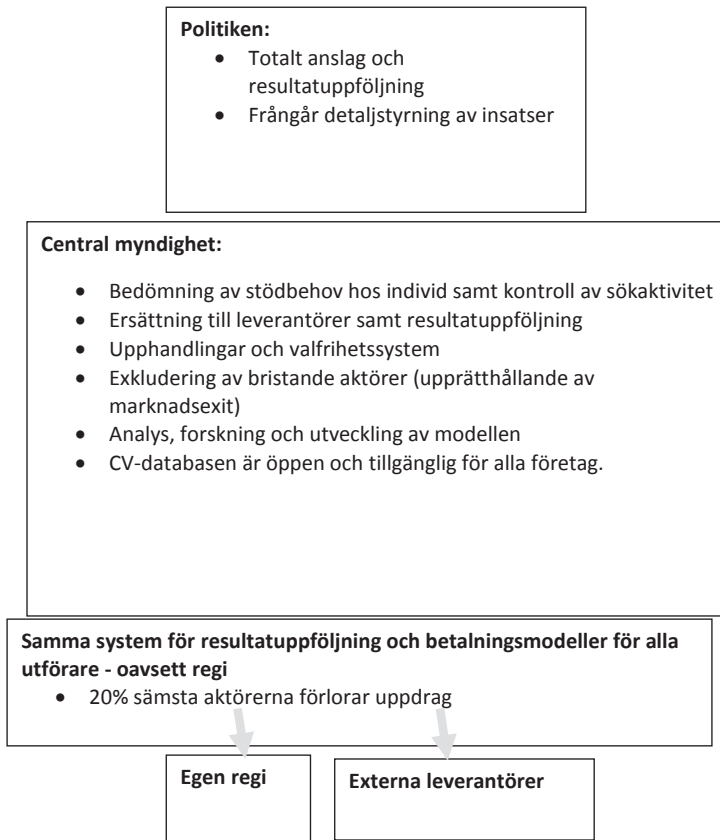 Politiken:
• Totalt anslag och
resultatuppföljning
• Frångår detaljstyrning av insatser
Central myndighet:
• Bedömning av stödbehov hos individ samt kontroll av sökaktivitet
• Ersättning till leverantörer samt resultatuppföljning
• Upphandlingar och valfrihetssystem
• Exkludering av bristande aktörer (upprätthållande av
marknadsexit)
• Analys, forskning och utveckling av modellen
• CV-databasen är öppen och tillgänglig för alla företag.
Samma system för resultatuppföljning och betalningsmodeller för alla
utförare - oavsett regi
• 20% sämsta aktörerna förlorar uppdrag
Egen regi
Externa leverantörer